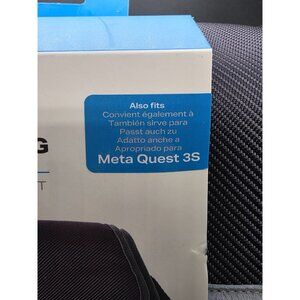 Also fits
Convient également à
También sirve para
Passt auch zu
Adatto anche a
Apropriado para
Meta Quest 3S
G
T